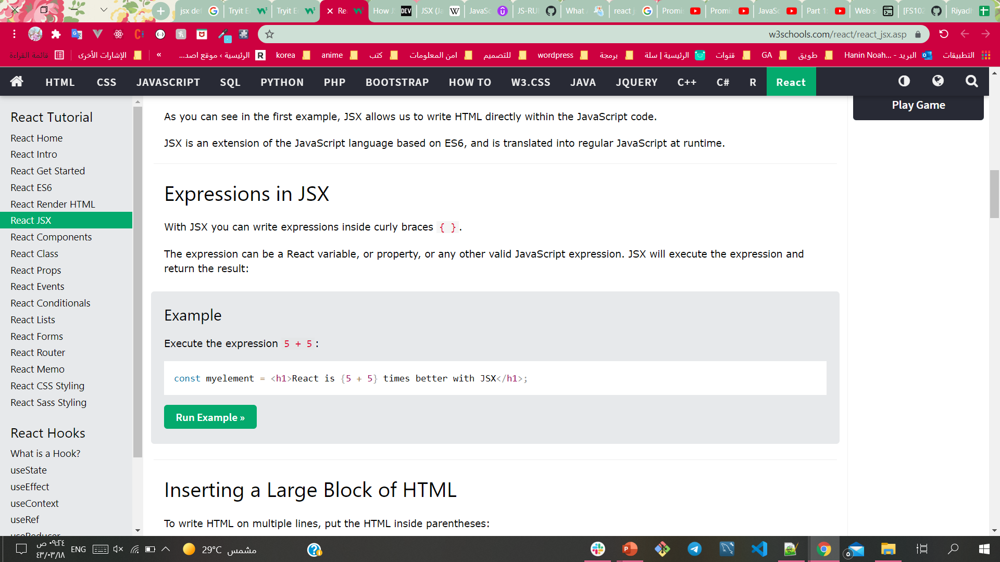 jsx def
Tryit E
Tryit E
Rea
How J
JSX (Ja
JavaSc
JS-RUI
What
react j
Promis
Promis
JavaSc
Part 1:
Web s
[FS102
Riyadh
w3schools.com/react/react_jsx.asp
التطبيقات
البريد - Hanin Noah...
طويق
GA
قنوات
الرئيسية | سلة
برمجة
wordpress
للتصميم
امن المعلومات
كتب
anime
korea
الرئيسية › موقع اصد...
»
الإشارات الأخرى
قائمة القراءة
HTML CSS JAVASCRIPT SQL PYTHON PHP BOOTSTRAP HOW TO W3.CSS JAVA JQUERY C++ C# R React
React Tutorial
React Home
React Intro
React Get Started
React ES6
React Render HTML
React JSX
React Components
React Class
React Props
React Events
React Conditionals
React Lists
React Forms
React Router
React Memo
React CSS Styling
React Sass Styling
React Hooks
What is a Hook?
useState
useEffect
useContext
useRef
useReducer
As you can see in the first example, JSX allows us to write HTML directly within the JavaScript code.
JSX is an extension of the JavaScript language based on ES6, and is translated into regular JavaScript at runtime.
Expressions in JSX
With JSX you can write expressions inside curly braces { }.
The expression can be a React variable, or property, or any other valid JavaScript expression. JSX will execute the expression and
return the result:
Example
Execute the expression 5 + 5:
const myelement = <h1>React is {5 + 5} times better with JSX</h1>;
Run Example »
Inserting a Large Block of HTML
To write HTML on multiple lines, put the HTML inside parentheses:
Play Game
٠٩:٢٤ ص
٤٣/٠٣/١٨
ENG
29°C مشمس